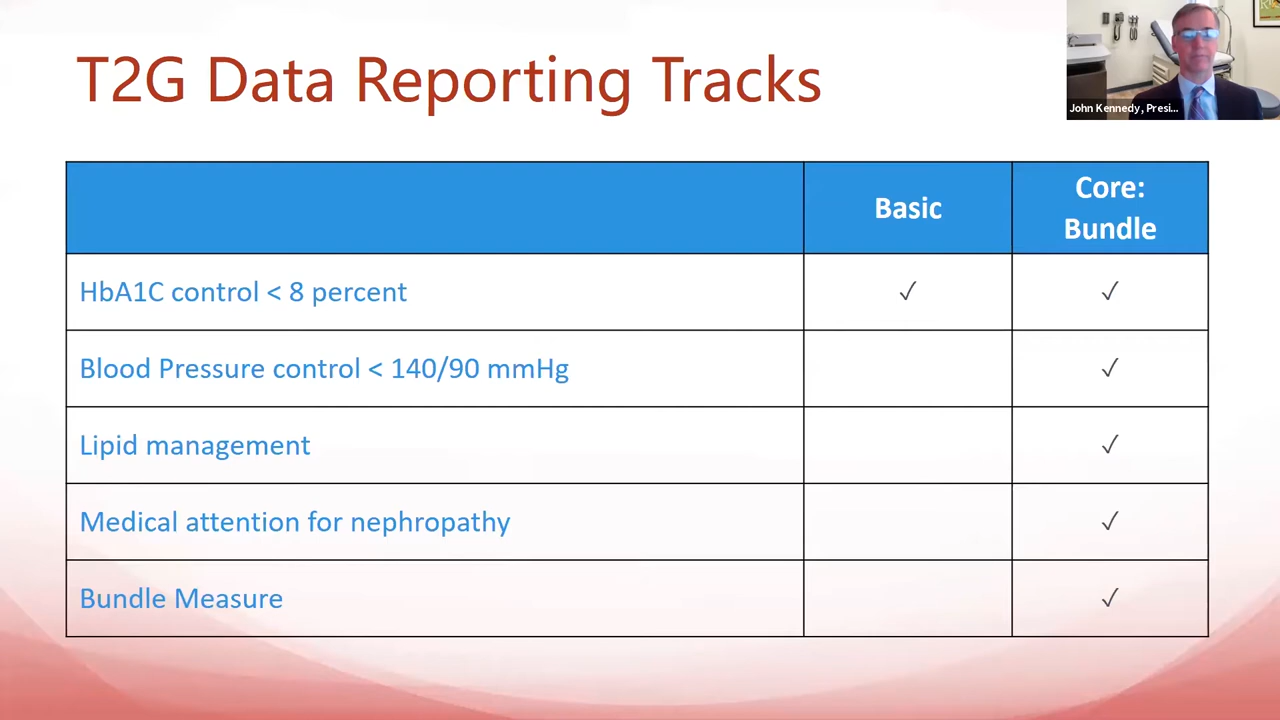 T2G Data Reporting Tracks
John Kennedy, Presi...
Basic
Core:
Bundle
HbA1C control < 8 percent ✓ ✓
Blood Pressure control < 140/90 mmHg ✓
Lipid management ✓
Medical attention for nephropathy ✓
Bundle Measure ✓